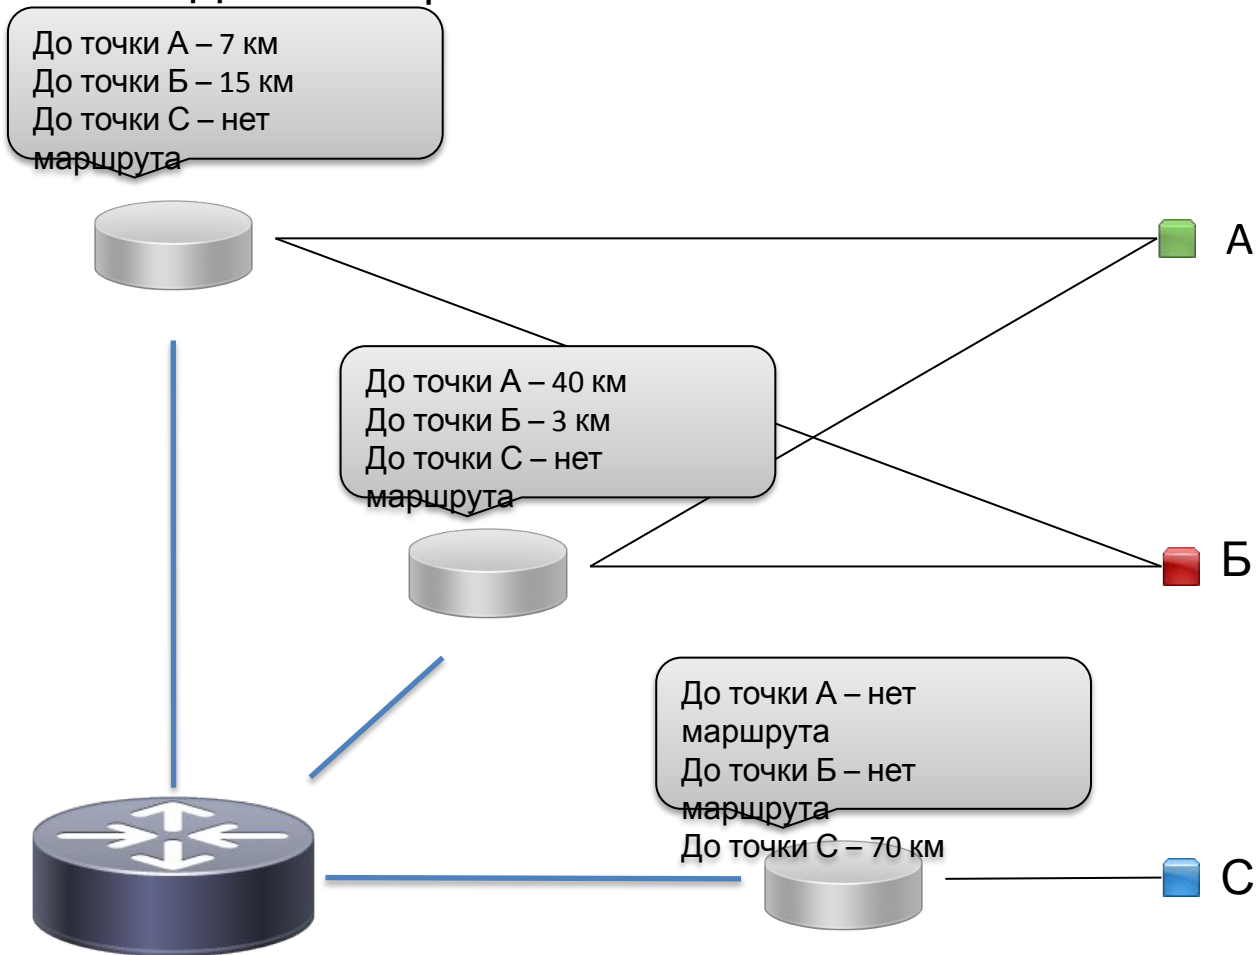 До точки А – 7 км
До точки Б – 15 км
До точки С – нет
маршрута
А
До точки А – 40 км
До точки Б – 3 км
До точки С – нет
маршрута
Б
До точки А – нет
маршрута
До точки Б – нет
маршрута
До точки С – 70 км
С